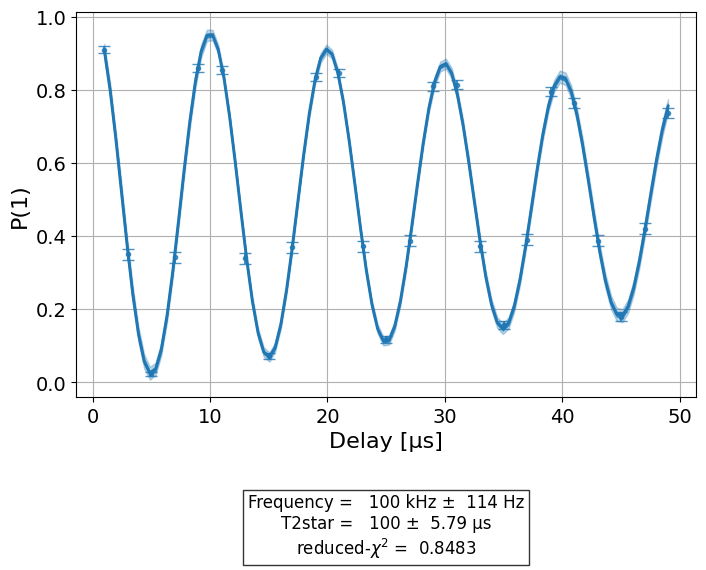 1.0
0.8
0.6
0.4
0.2
0.0
P(1)
0 10 20 30 40 50
Delay [µs]
Frequency = 100 kHz ± 114 Hz
T2star = 100 ± 5.79 µs
reduced-χ² = 0.8483